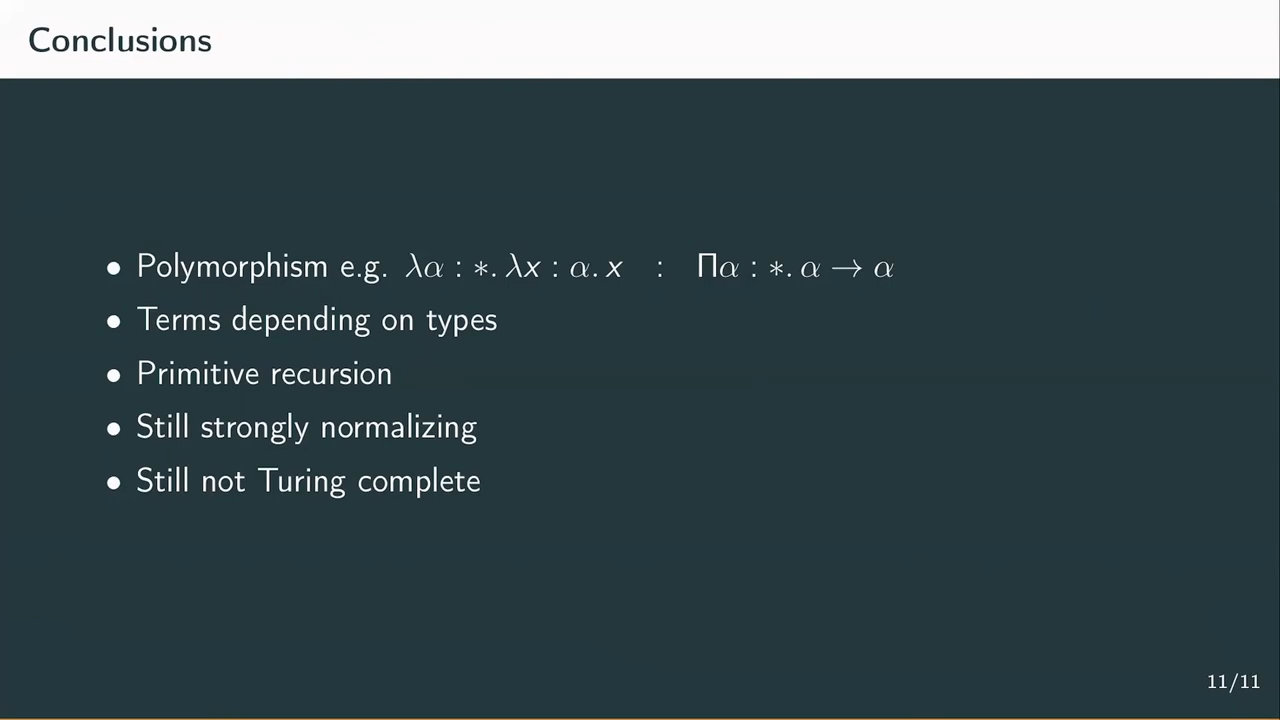 Conclusions
• Polymorphism e.g. λα : ∗. λx : α. x : Πα : ∗. α → α
• Terms depending on types
• Primitive recursion
• Still strongly normalizing
• Still not Turing complete
11/11